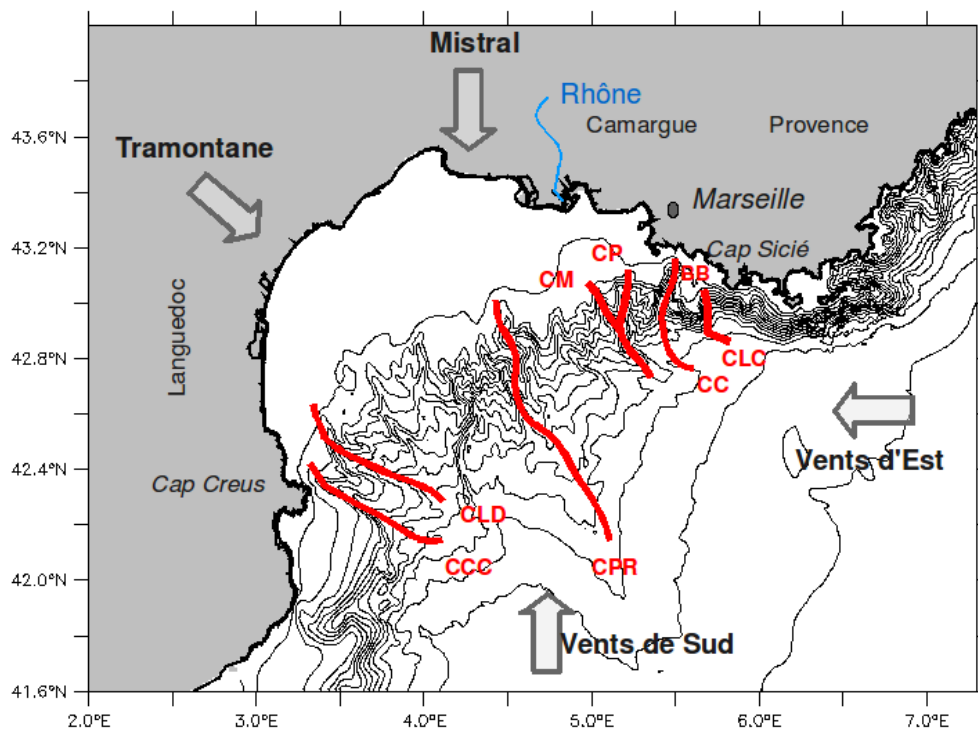 Mistral
Rhône
Camargue
Provence
Tramontane
Marseille
Cap Sicié
CP
BB
CM
CLC
CC
Languedoc
Vents d'Est
Cap Creus
CLD
CCC
CPR
Vents de Sud
43.6°N
43.2°N
42.8°N
42.4°N
42.0°N
41.6°N
2.0°E
3.0°E
4.0°E
5.0°E
6.0°E
7.0°E